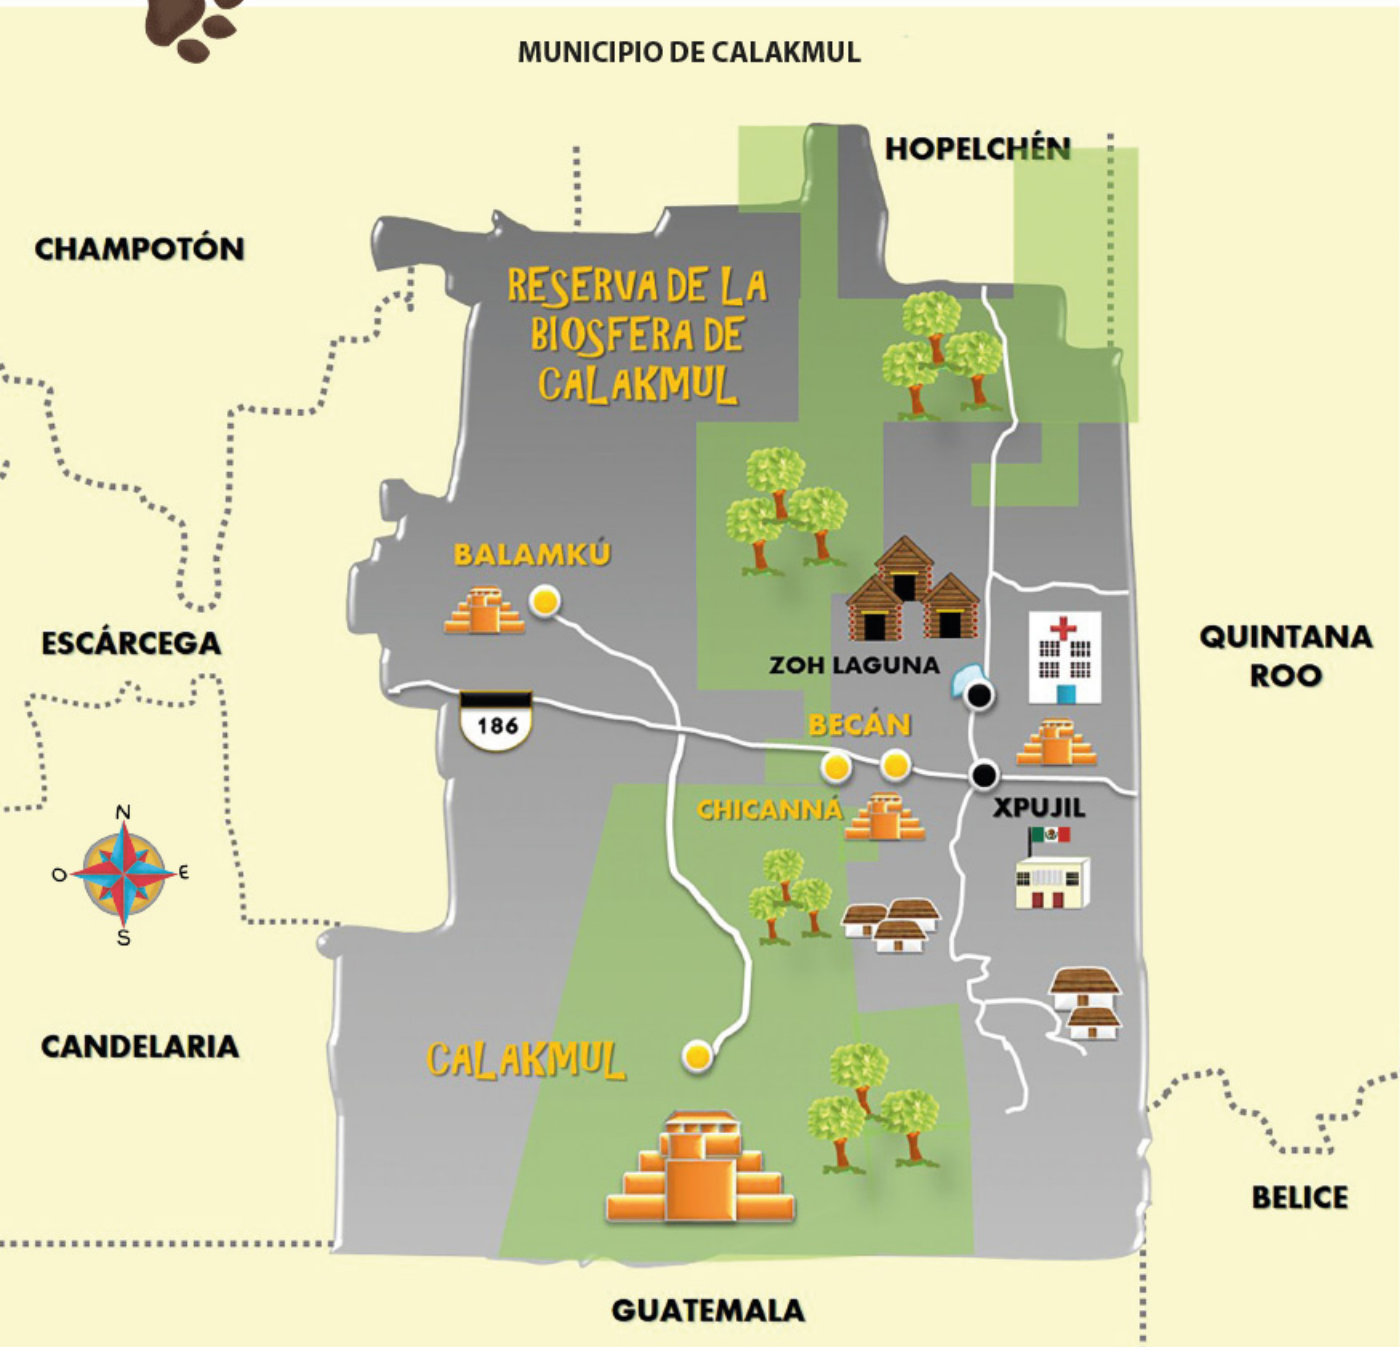 MUNICIPIO DE CALAKMUL
HOPELCHÉN
CHAMPOTÓN
RESERVA DE LA
BIOSFERA DE
CALAKMUL
BALAMKÚ
ESCÁRCEGA
QUINTANA
ROO
ZOH LAGUNA
186
BECÁN
CHICANNÁ
XPUJIL
N
O
E
S
CANDELARIA
CALAKMUL
BELICE
GUATEMALA